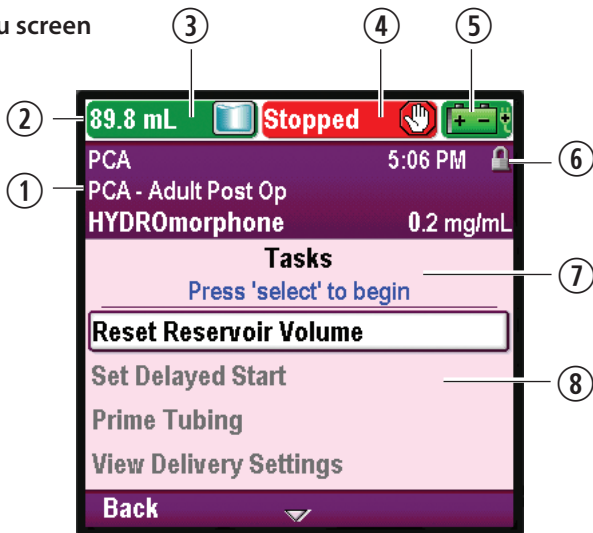 u screen
③ ④ ⑤
② 89.8 mL Stopped + -
PCA 5:06 PM ⑥
① PCA - Adult Post Op
HYDROmorphone 0.2 mg/mL
Tasks ⑦
Press 'select' to begin
Reset Reservoir Volume
Set Delayed Start ⑧
Prime Tubing
View Delivery Settings
Back